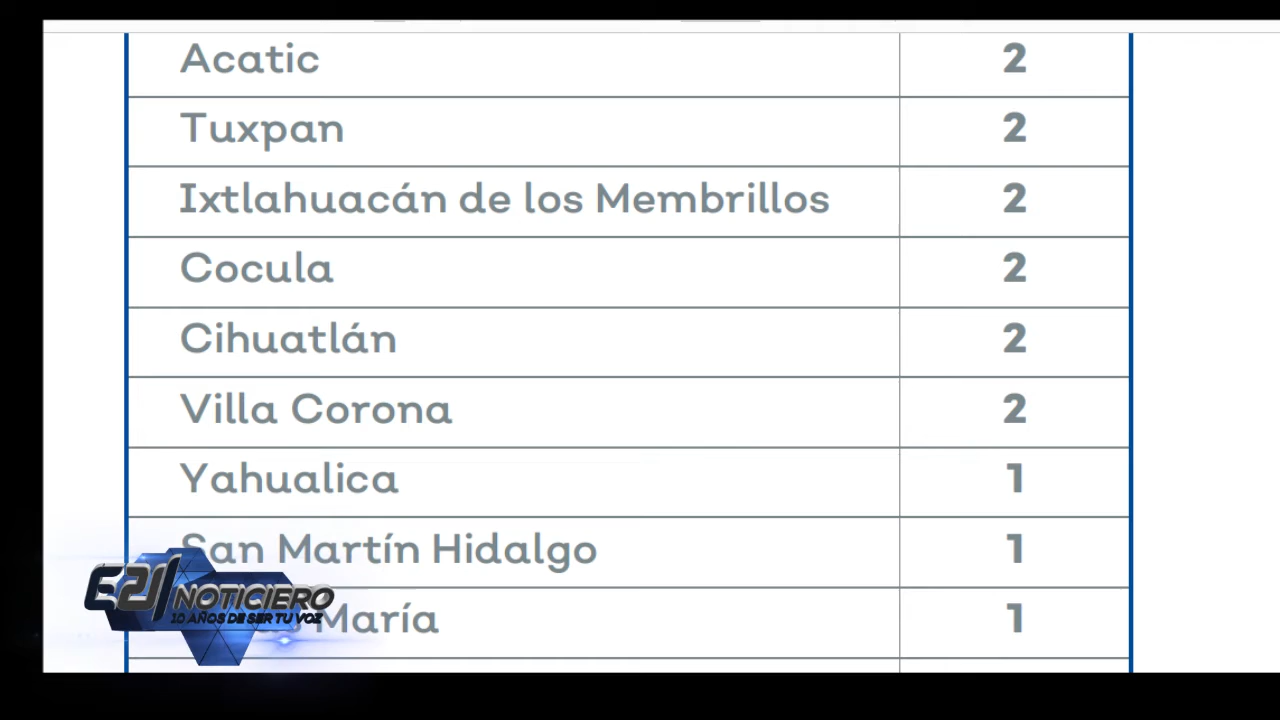 Acatic 2
Tuxpan 2
Ixtlahuacán de los Membrillos 2
Cocula 2
Cihuatlán 2
Villa Corona 2
Yahualica 1
San Martín Hidalgo 1
María 1
E21 NOTICIERO
10 AÑOS DE SER TU VOZ